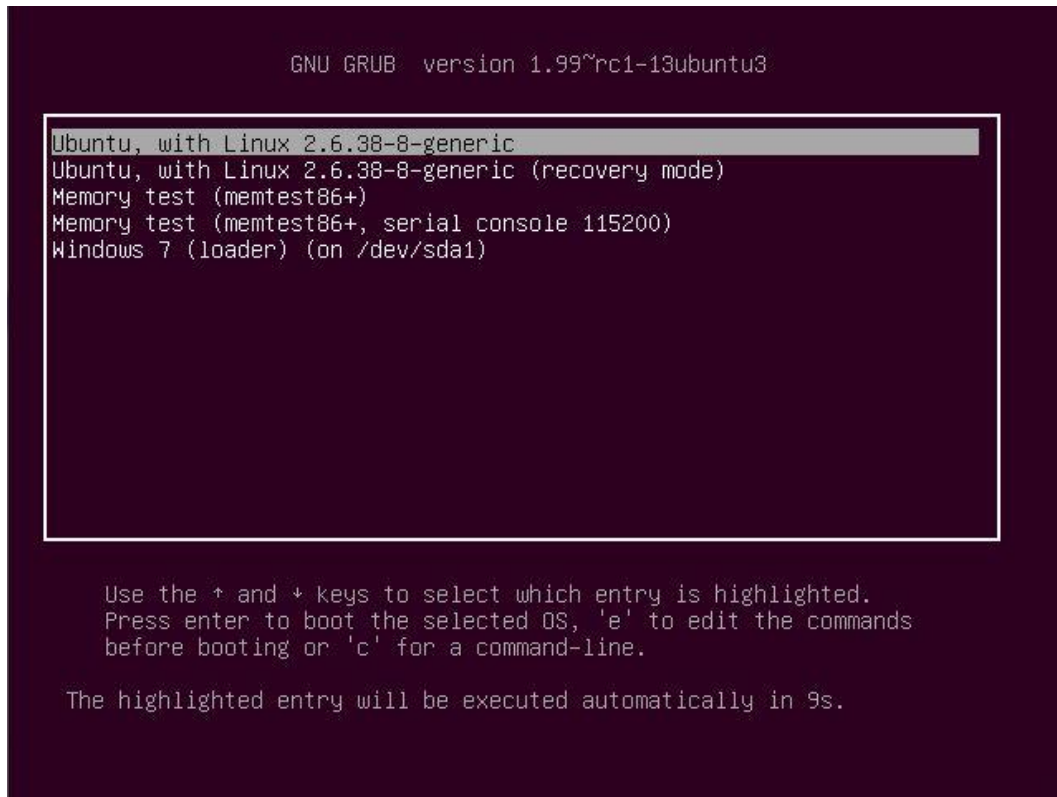 GNU GRUB version 1.99~rc1-13ubuntu3
Ubuntu, with Linux 2.6.38-8-generic
Ubuntu, with Linux 2.6.38-8-generic (recovery mode)
Memory test (memtest86+)
Memory test (memtest86+, serial console 115200)
Windows 7 (loader) (on /dev/sda1)
Use the ↑ and ↓ keys to select which entry is highlighted.
Press enter to boot the selected OS, 'e' to edit the commands
before booting or 'c' for a command-line.
The highlighted entry will be executed automatically in 9s.